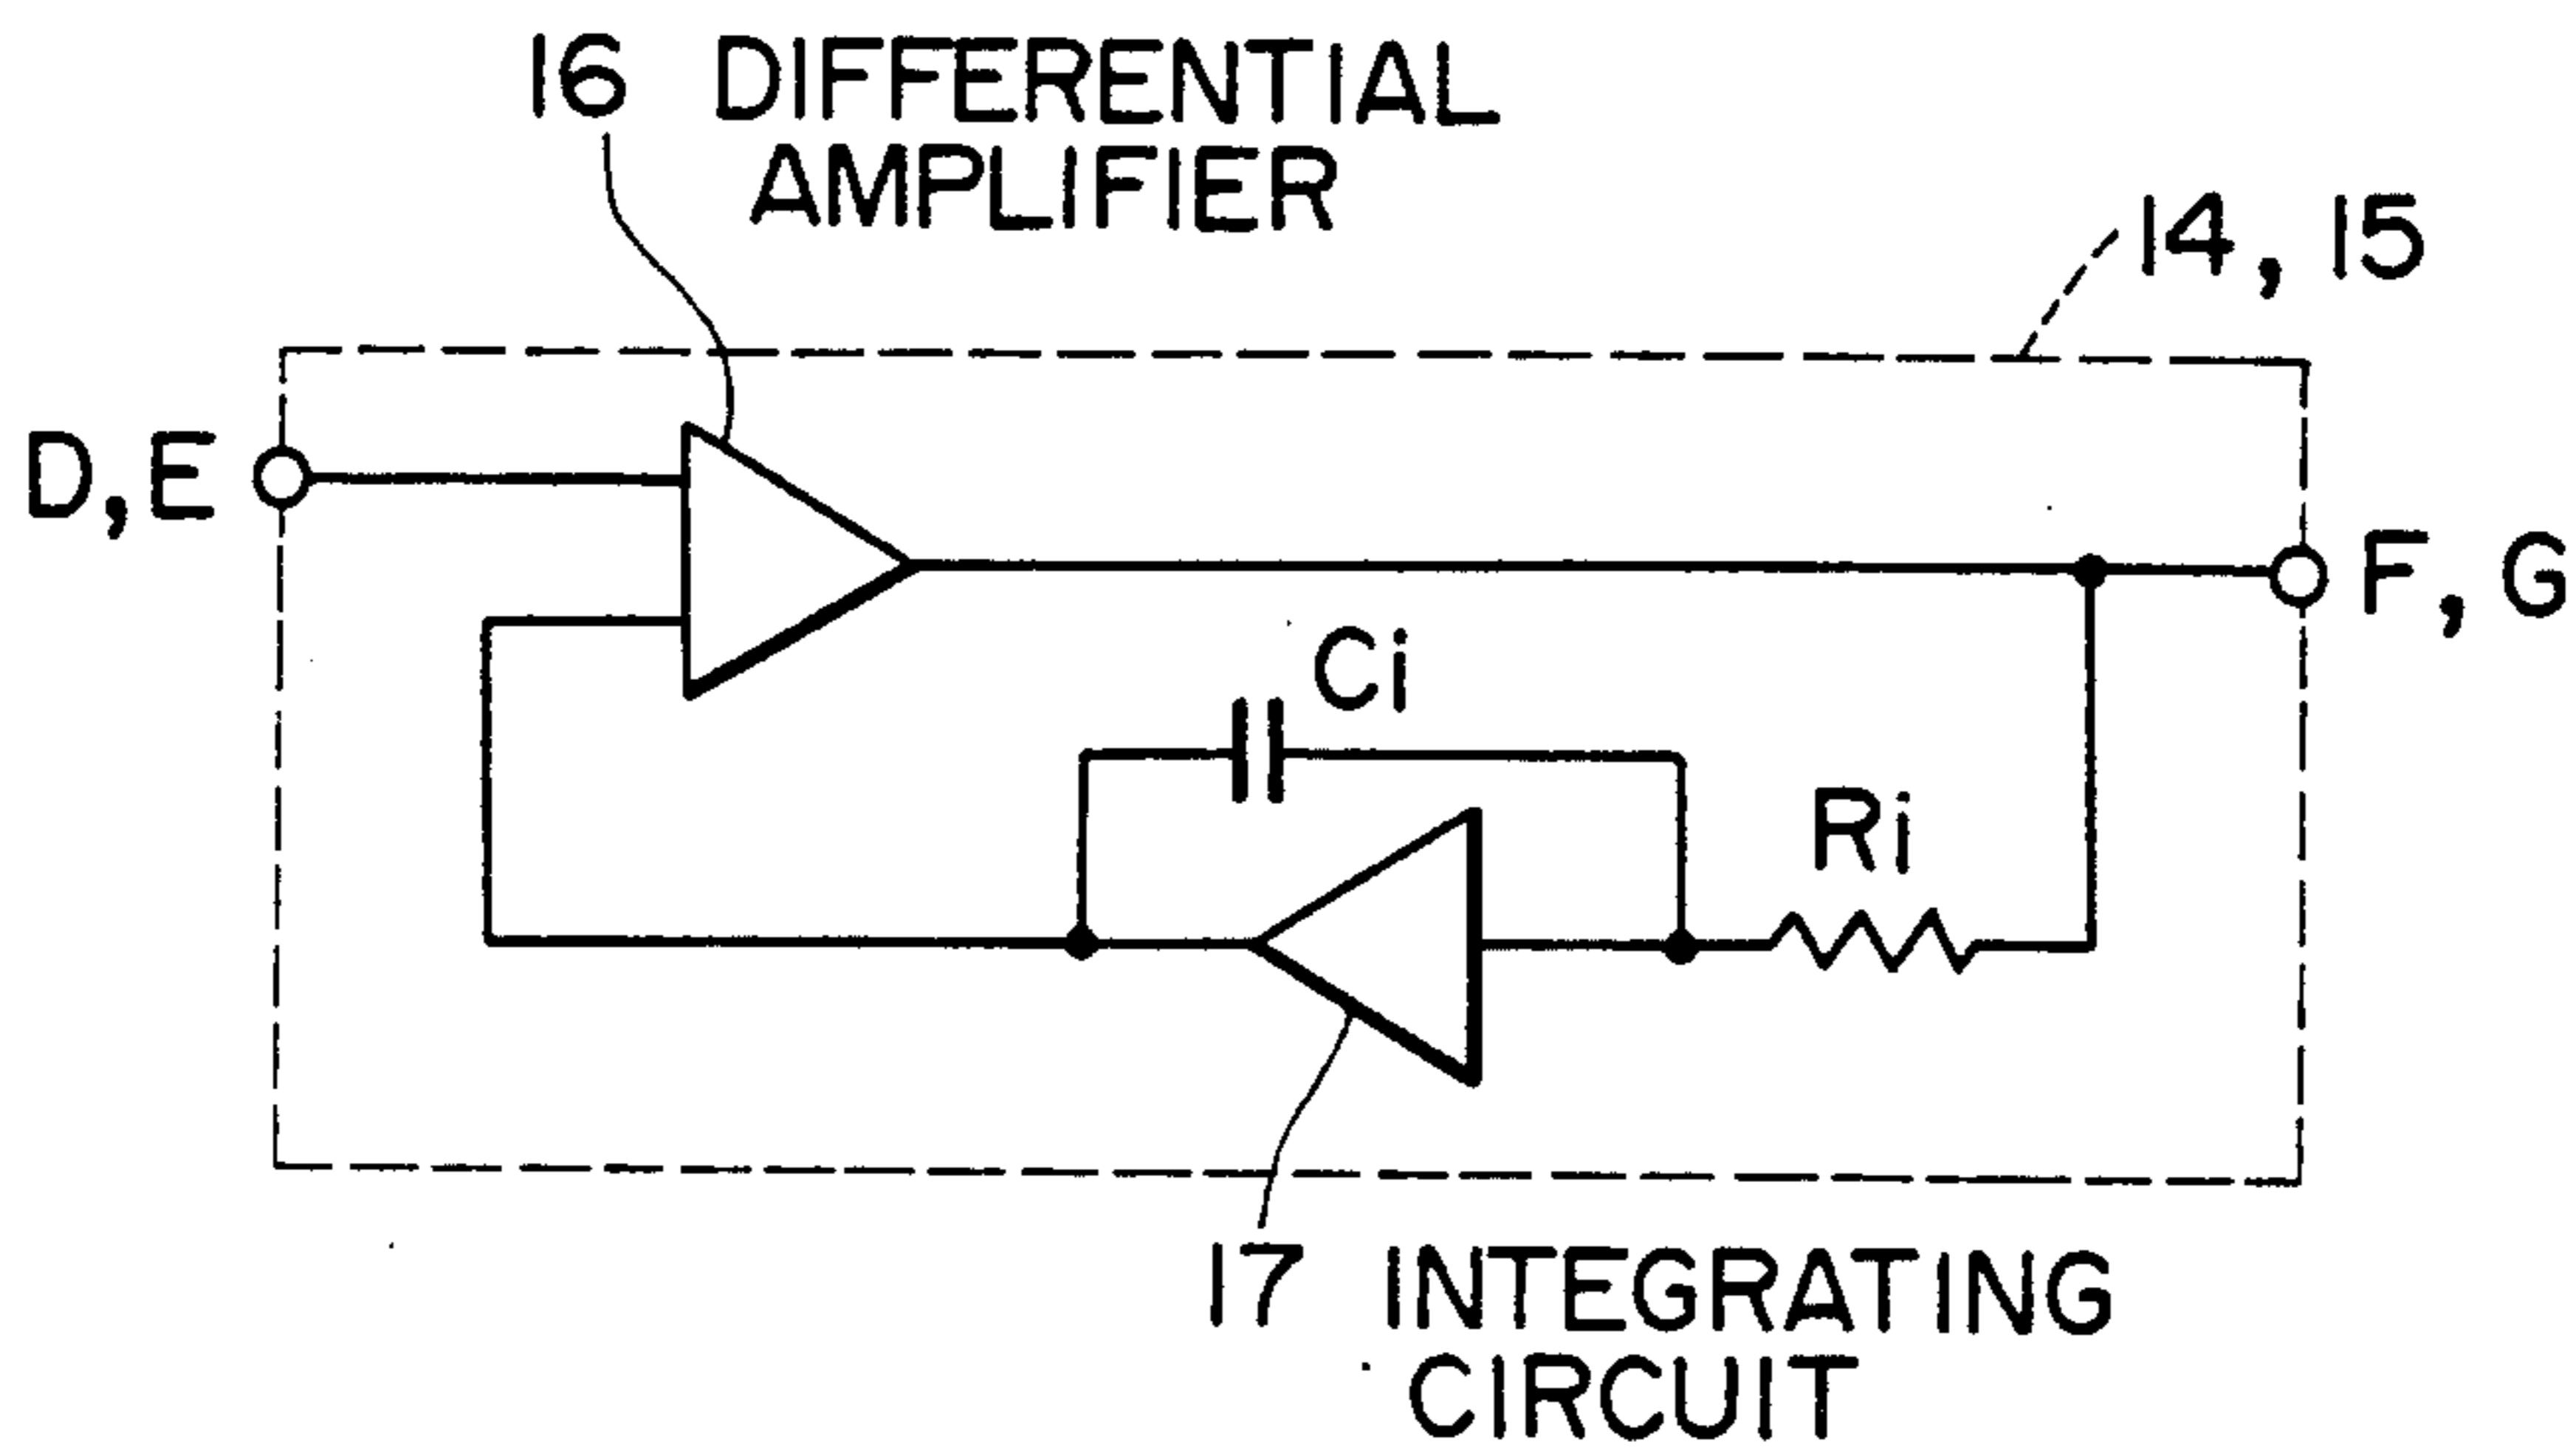 16 DIFFERENTIAL
AMPLIFIER
14, 15
D,E
F, G
Ci
Ri
17 INTEGRATING
CIRCUIT